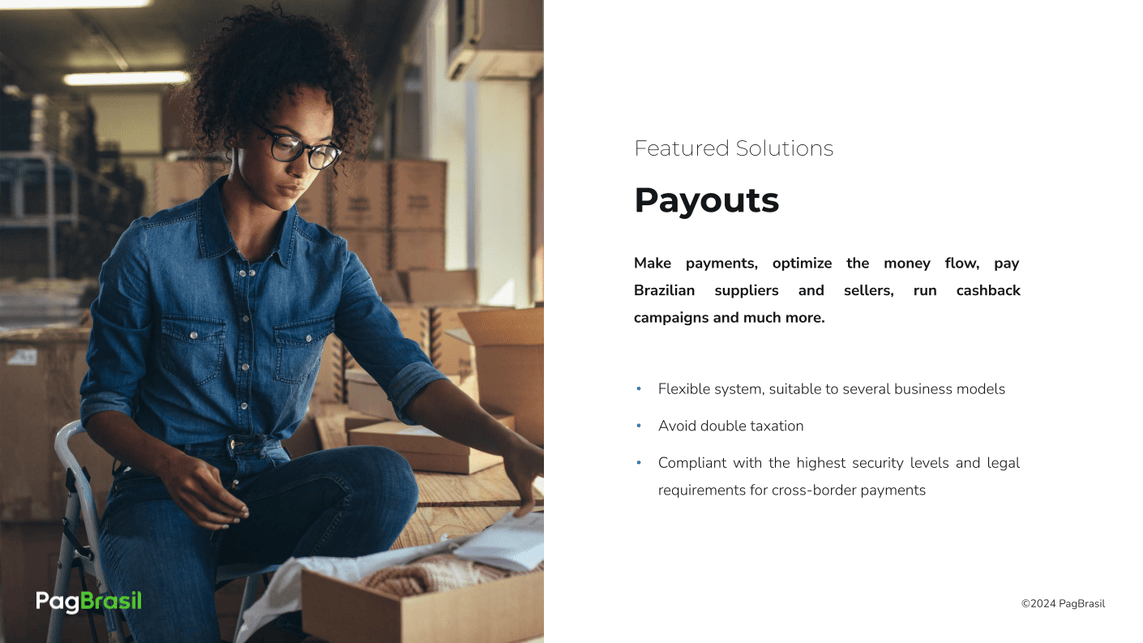 Featured Solutions
Payouts
Make payments, optimize the money flow, pay
Brazilian suppliers and sellers, run cashback
campaigns and much more.
• Flexible system, suitable to several business models
• Avoid double taxation
• Compliant with the highest security levels and legal
requirements for cross-border payments
PagBrasil
©2024 PagBrasil